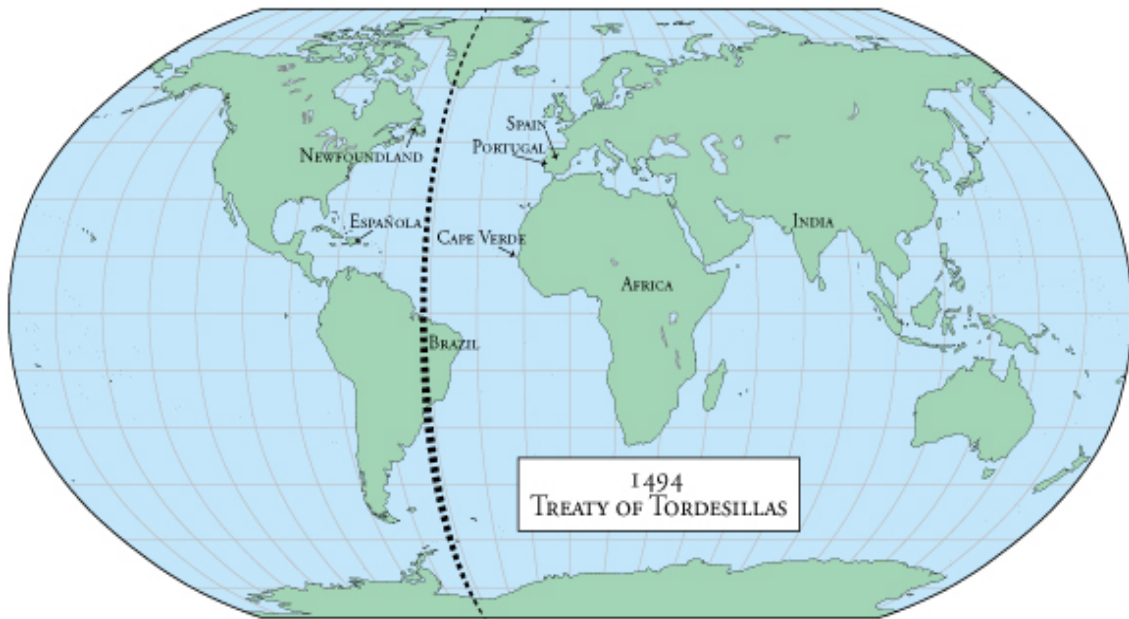 Spain
Portugal
Newfoundland
Española
Cape Verde
India
Africa
Brazil
1494
Treaty of Tordesillas